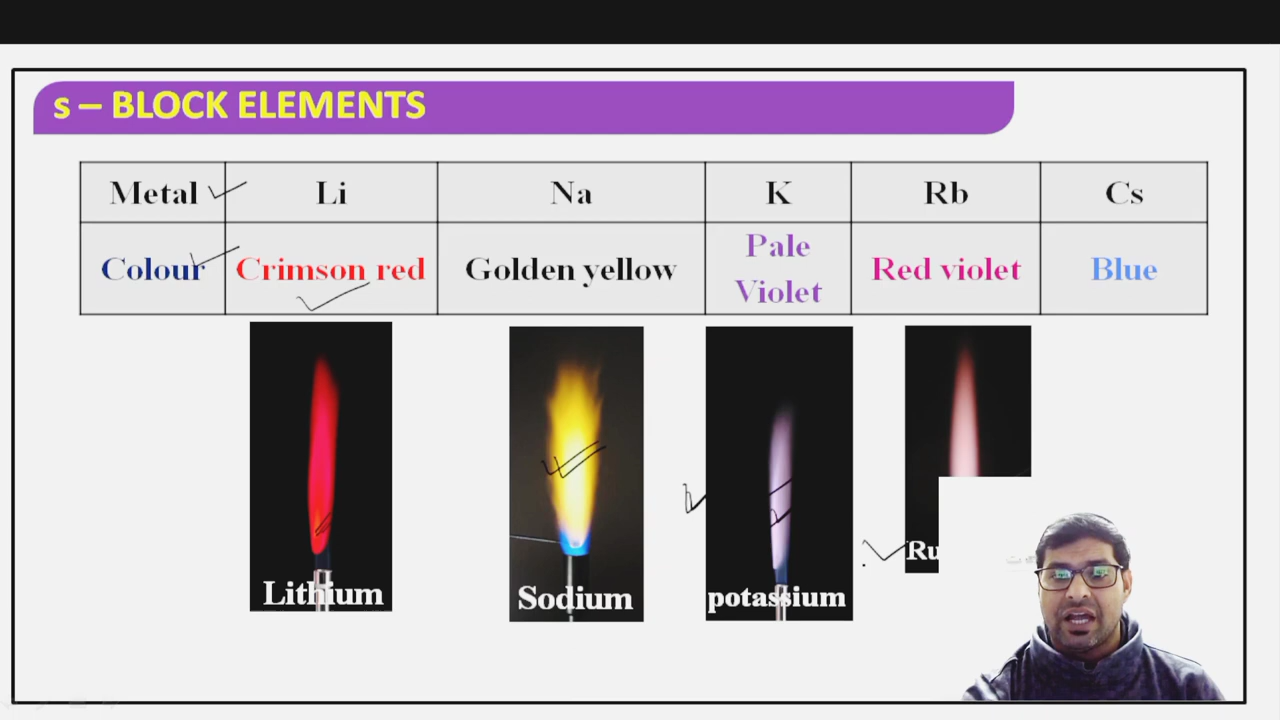 s – BLOCK ELEMENTS
Metal Li Na K Rb Cs
Colour Crimson red Golden yellow Pale Violet Red violet Blue
Lithium
Sodium
potassium
Ru